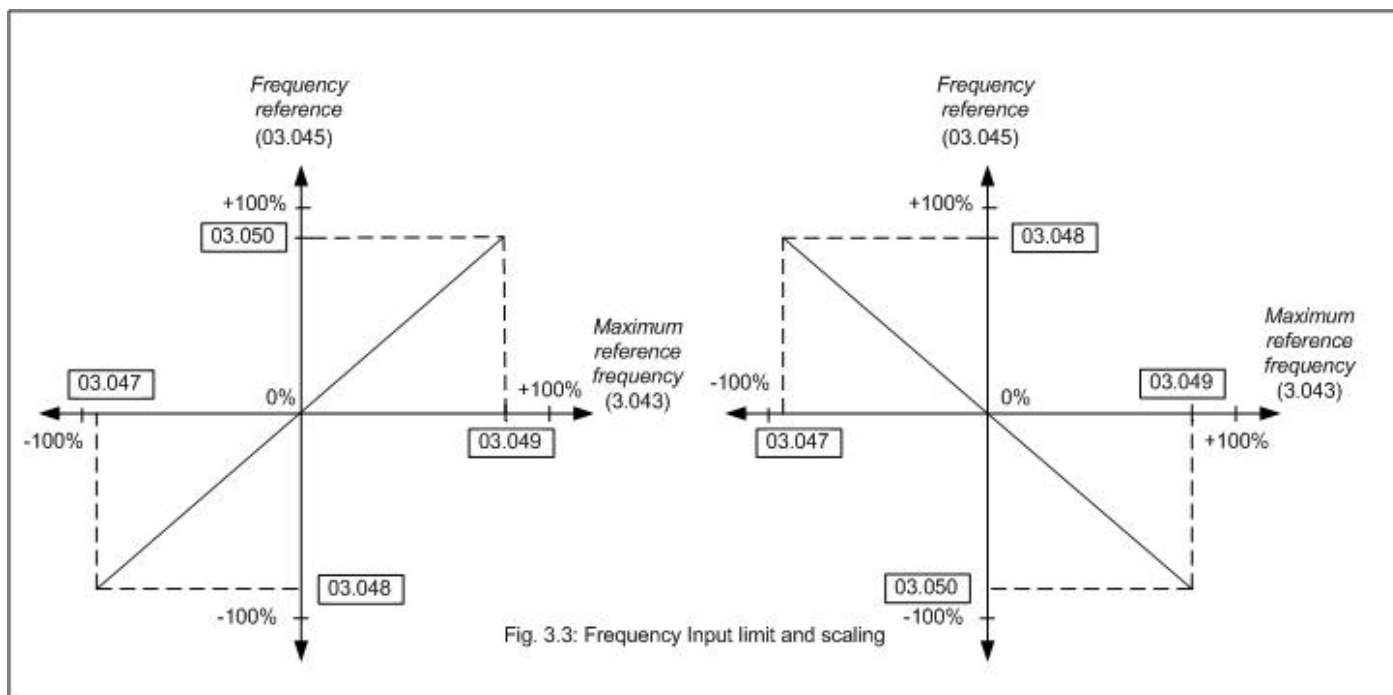 Frequency
reference
(03.045)
+100%
03.050
Maximum
reference
frequency
(3.043)
03.047
0%
+100%
-100%
03.049
03.048
-100%
Frequency
reference
(03.045)
+100%
03.048
Maximum
reference
frequency
(3.043)
-100%
0%
03.049
03.047
+100%
03.050
-100%
Fig. 3.3: Frequency Input limit and scaling